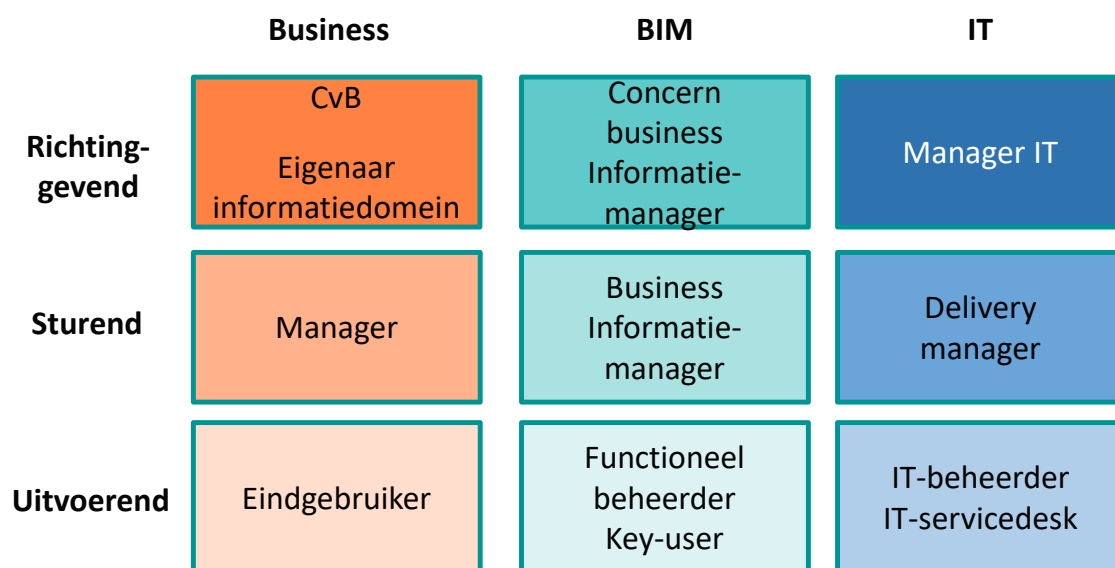 Business
BIM
IT
Richting-
gevend
CvB
Eigenaar
informatiedomein
Concern
business
Informatie-
manager
Manager IT
Sturend
Manager
Business
Informatie-
manager
Delivery
manager
Uitvoerend
Eindgebruiker
Functioneel
beheerder
Key-user
IT-beheerder
IT-servicedesk